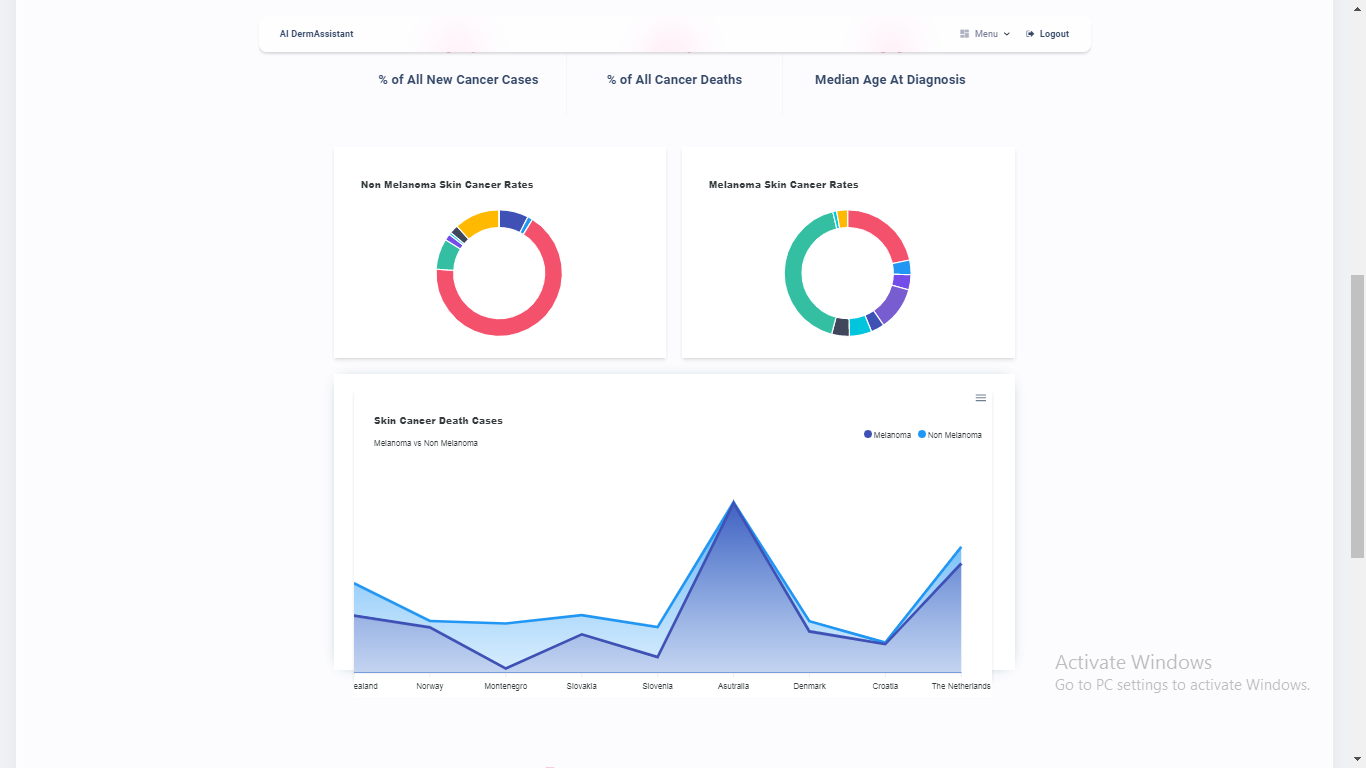 AI DermAssistant
Menu
Logout
% of All New Cancer Cases
% of All Cancer Deaths
Median Age At Diagnosis
Non Melanoma Skin Cancer Rates
Melanoma Skin Cancer Rates
Skin Cancer Death Cases
Melanoma vs Non Melanoma
Melanoma
Non Melanoma
ealand
Norway
Montenegro
Slovakia
Slovenia
Asutralia
Denmark
Croatia
The Netherlands
Activate Windows
Go to PC settings to activate Windows.